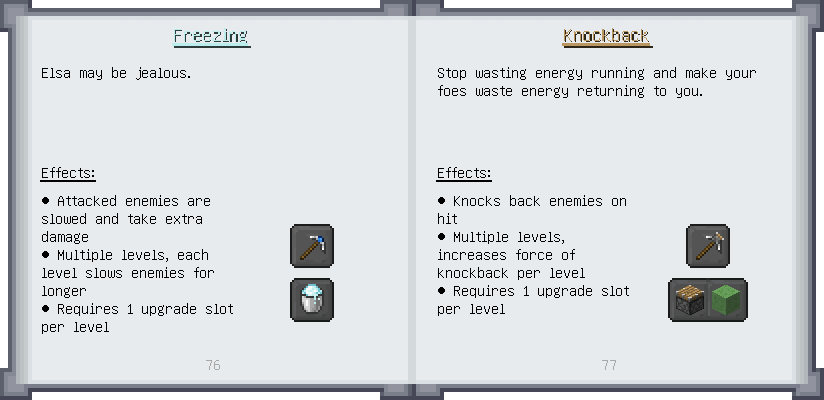 Freezing
Elsa may be jealous.
Effects:
● Attacked enemies are
slowed and take extra
damage
● Multiple levels, each
level slows enemies for
longer
● Requires 1 upgrade slot
per level
76
Knockback
Stop wasting energy running and make your
foes waste energy returning to you.
Effects:
● Knocks back enemies on
hit
● Multiple levels,
increases force of
knockback per level
● Requires 1 upgrade slot
per level
77